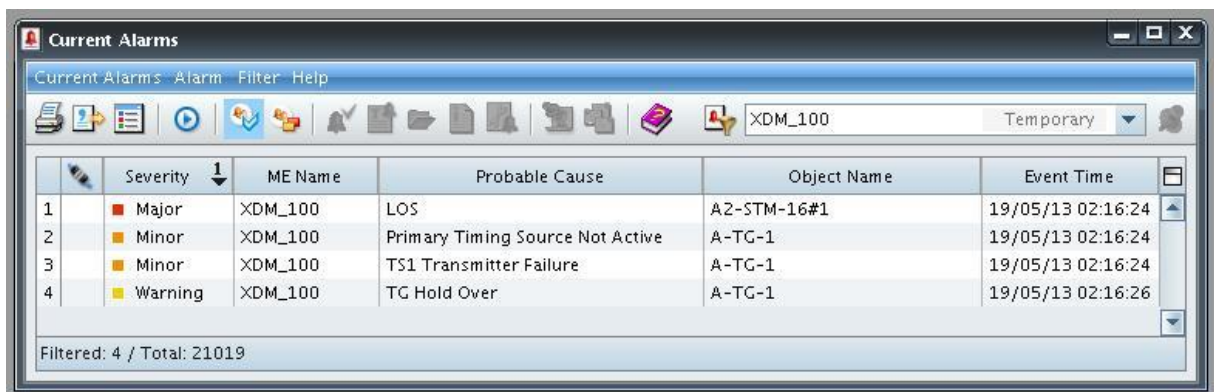 Current Alarms
Current Alarms Alarm Filter Help
XDM_100 Temporary
Severity 1 ME Name Probable Cause Object Name Event Time
1 Major XDM_100 LOS A2-STM-16#1 19/05/13 02:16:24
2 Minor XDM_100 Primary Timing Source Not Active A-TG-1 19/05/13 02:16:24
3 Minor XDM_100 TS1 Transmitter Failure A-TG-1 19/05/13 02:16:24
4 Warning XDM_100 TG Hold Over A-TG-1 19/05/13 02:16:26
Filtered: 4 / Total: 21019